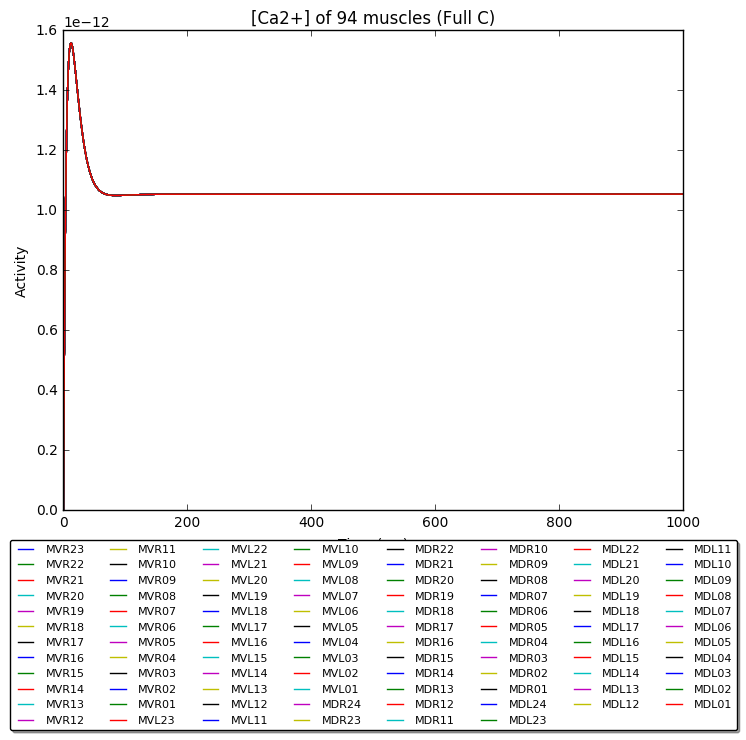 [Ca2+] of 94 muscles (Full C)
1e−12
1.6
1.4
1.2
1.0
0.8
0.6
0.4
0.2
0.0
Activity
0 200 400 600 800 1000
MVR23 MVR11 MVL22 MVL10 MDR22 MDR10 MDL22 MDL11
MVR22 MVR10 MVL21 MVL09 MDR21 MDR09 MDL21 MDL10
MVR21 MVR09 MVL20 MVL08 MDR20 MDR08 MDL20 MDL09
MVR20 MVR08 MVL19 MVL07 MDR19 MDR07 MDL19 MDL08
MVR19 MVR07 MVL18 MVL06 MDR18 MDR06 MDL18 MDL07
MVR18 MVR06 MVL17 MVL05 MDR17 MDR05 MDL17 MDL06
MVR17 MVR05 MVL16 MVL04 MDR16 MDR04 MDL16 MDL05
MVR16 MVR04 MVL15 MVL03 MDR15 MDR03 MDL15 MDL04
MVR15 MVR03 MVL14 MVL02 MDR14 MDR02 MDL14 MDL03
MVR14 MVR02 MVL13 MVL01 MDR13 MDR01 MDL13 MDL02
MVR13 MVR01 MVL12 MDR24 MDR12 MDL24 MDL12 MDL01
MVR12 MVL23 MVL11 MDR23 MDR11 MDL23